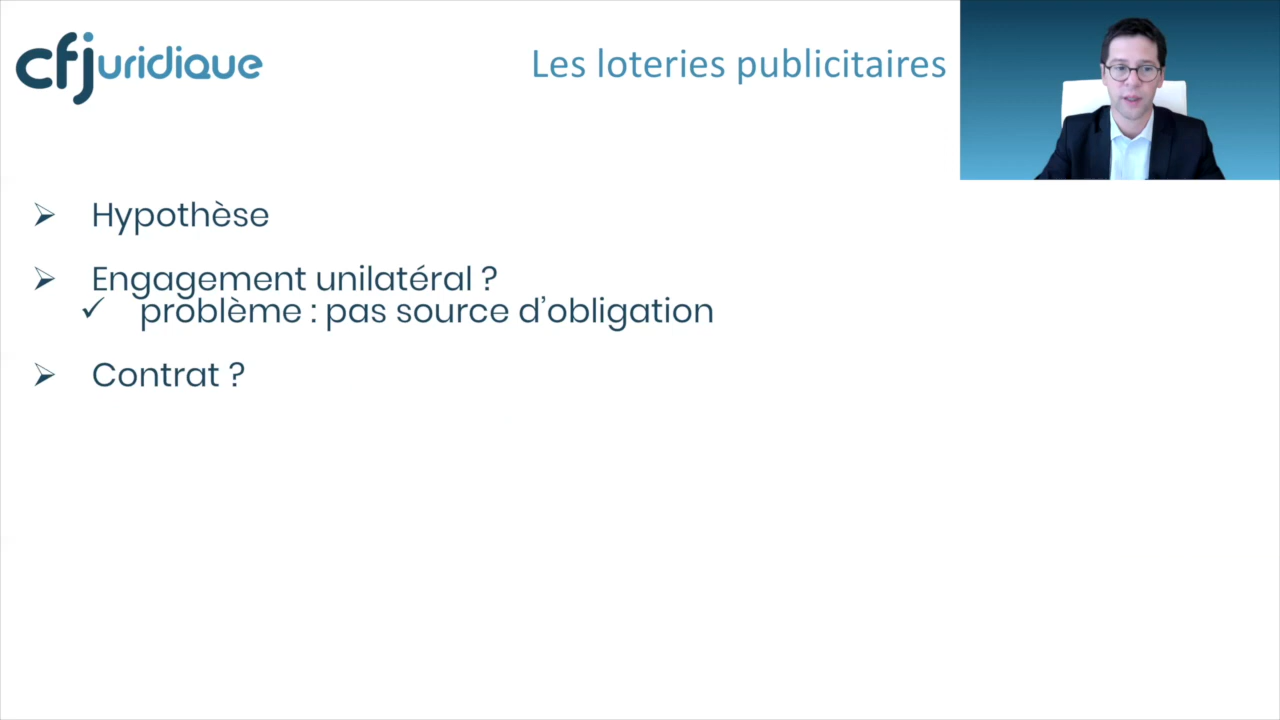 cfjuridique
Les loteries publicitaires
➢ Hypothèse
➢ Engagement unilatéral ?
✓ problème : pas source d’obligation
➢ Contrat ?